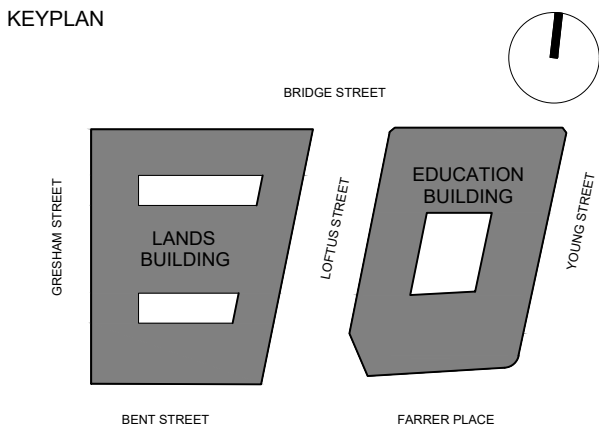 KEYPLAN
BRIDGE STREET
GRESHAM STREET
LANDS
BUILDING
LOFTUS STREET
EDUCATION
BUILDING
YOUNG STREET
BENT STREET
FARRER PLACE